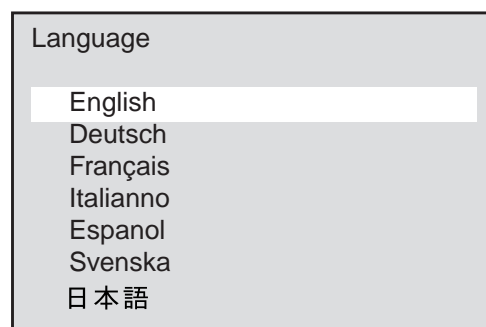 Language
English
Deutsch
Français
Italianno
Espanol
Svenska
日本語